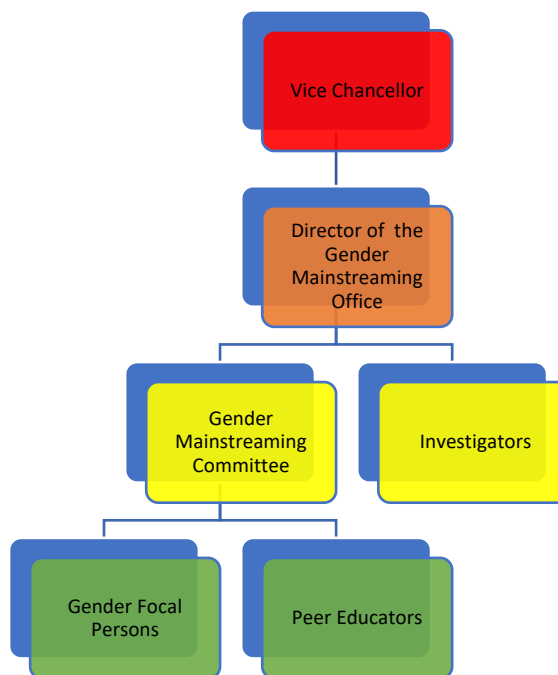 Vice Chancellor
Director of the
Gender
Mainstreaming
Office
Gender
Mainstreaming
Committee
Investigators
Gender Focal
Persons
Peer Educators